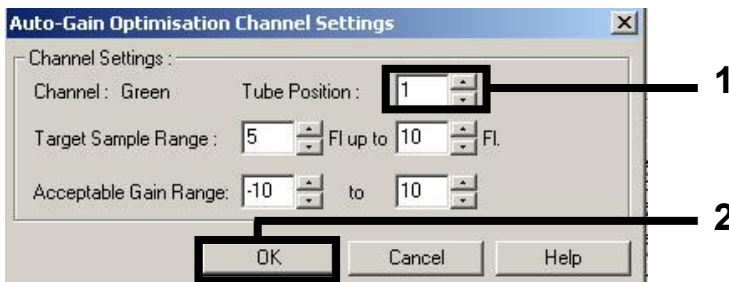 Auto-Gain Optimisation Channel Settings
Channel Settings :
Channel : Green Tube Position : 1 1
Target Sample Range : 5 Fl up to 10 Fl.
Acceptable Gain Range: -10 to 10
2
OK Cancel Help